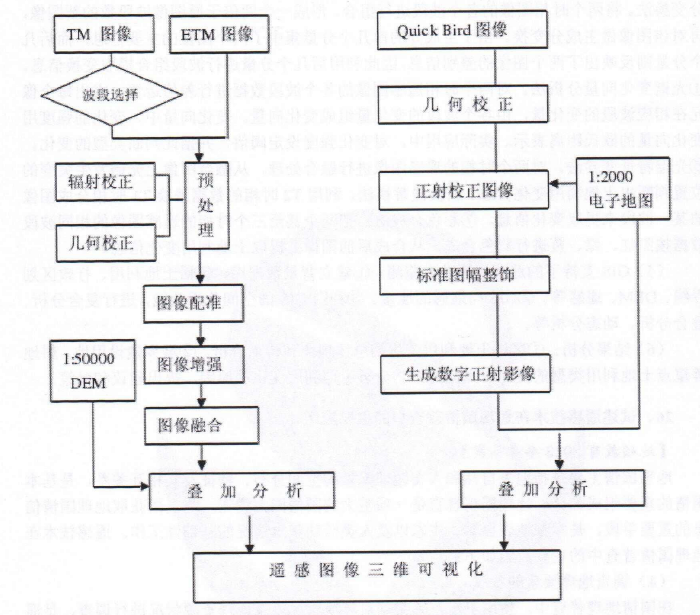 TM 图像
ETM 图像
Quick Bird 图像
波段选择
几 何 校 正
辐射校正
预处理
正射校正图像
1:2000
电子地图
几何校正
标准图幅整饰
图像配准
1:50000
DEM
图像增强
生成数字正射影像
图像融合
叠 加 分 析
叠 加 分 析
遥 感 图 像 三 维 可 视 化